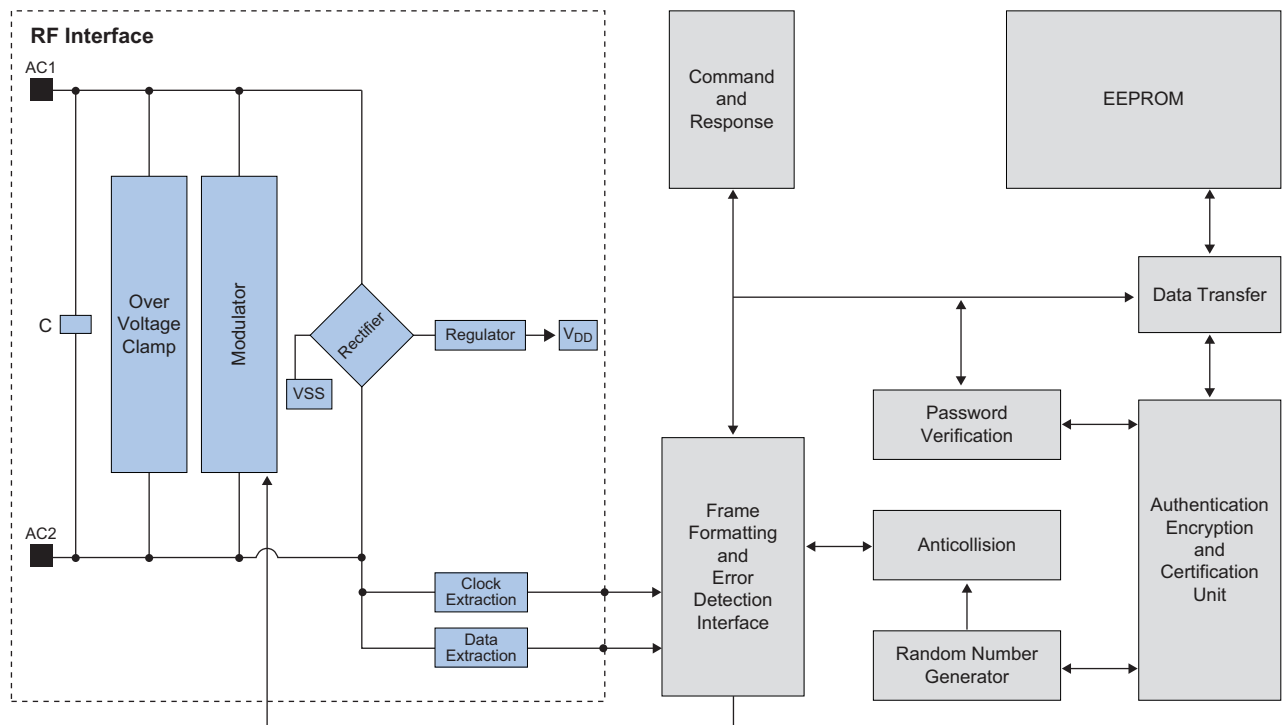 RF Interface
AC1
C
Over
Voltage
Clamp
Modulator
Rectifier
VSS
Regulator
VDD
AC2
Clock
Extraction
Data
Extraction
Command
and
Response
EEPROM
Data Transfer
Password
Verification
Frame
Formatting
and
Error
Detection
Interface
Anticollision
Authentication
Encryption
and
Certification
Unit
Random Number
Generator